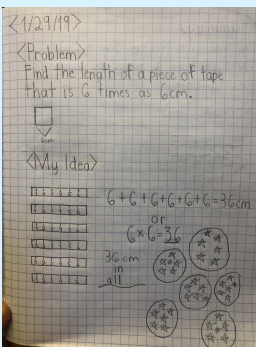 <1/29/19>
<Problem>
Find the length of a piece of tape
that is 6 times as 6cm.
6cm
<My Idea>
6+6+6+6+6+6=36cm
or
6×6=36
36cm
in
all